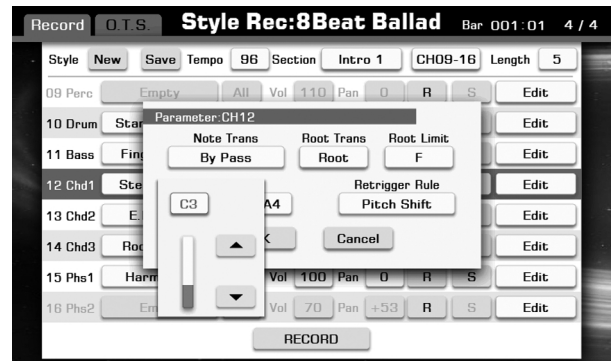 Record O.T.S. Style Rec:8Beat Ballad Bar 001:01 4 / 4
Style New Save Tempo 96 Section Intro 1 CH09-16 Length 5
09 Perc Empty All Vol 110 Pan 0 R S Edit
Parameter:CH12
10 Drum Edit
Note Trans Root Trans Root Limit
11 Bass By Pass Root F Edit
12 Chd1 Retrigger Rule Edit
C3 A4 Pitch Shift
13 Chd2 Edit
14 Chd3 Cancel Edit
15 Phs1 Vol 100 Pan 0 R S Edit
16 Phs2 Vol 70 Pan +53 R S Edit
RECORD